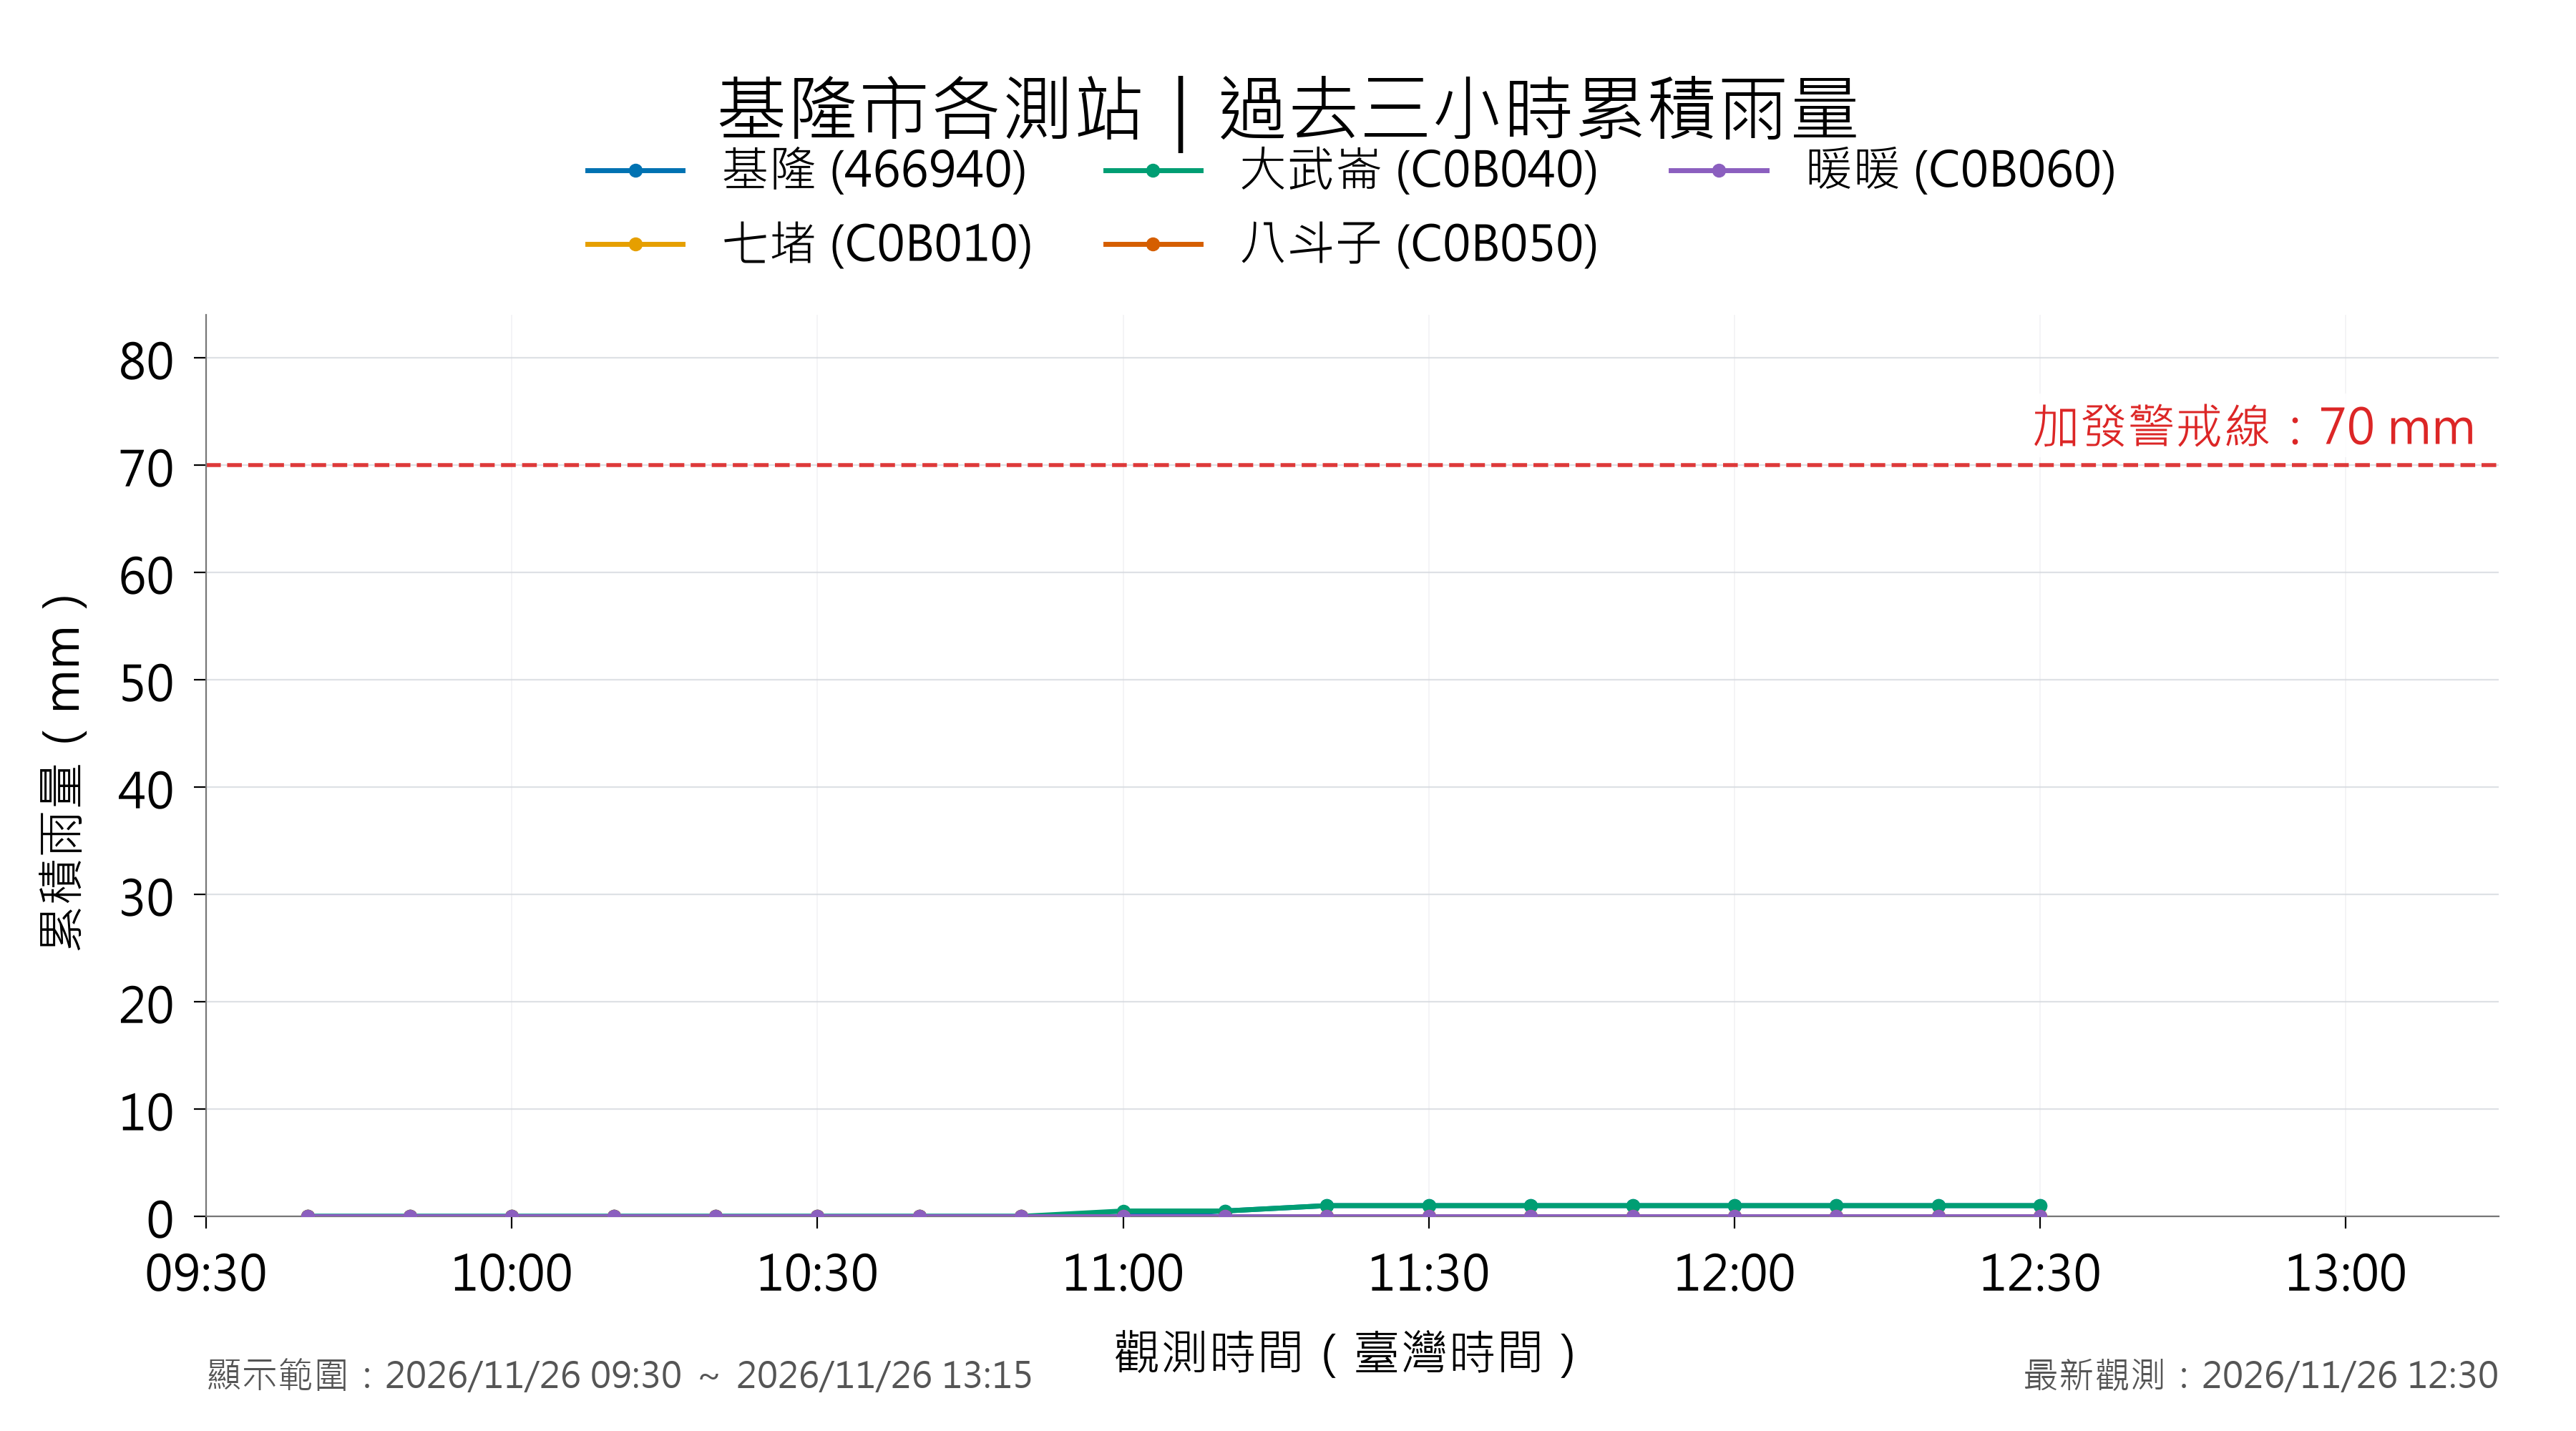 基隆市各測站｜過去三小時累積雨量
基隆 (466940)
大武崙 (C0B040)
暖暖 (C0B060)
七堵 (C0B010)
八斗子 (C0B050)
累積雨量（mm）
80
70
60
50
40
30
20
10
0
加發警戒線：70 mm
09:30
10:00
10:30
11:00
11:30
12:00
12:30
13:00
觀測時間（臺灣時間）
顯示範圍：2026/11/26 09:30 ~ 2026/11/26 13:15
最新觀測：2026/11/26 12:30